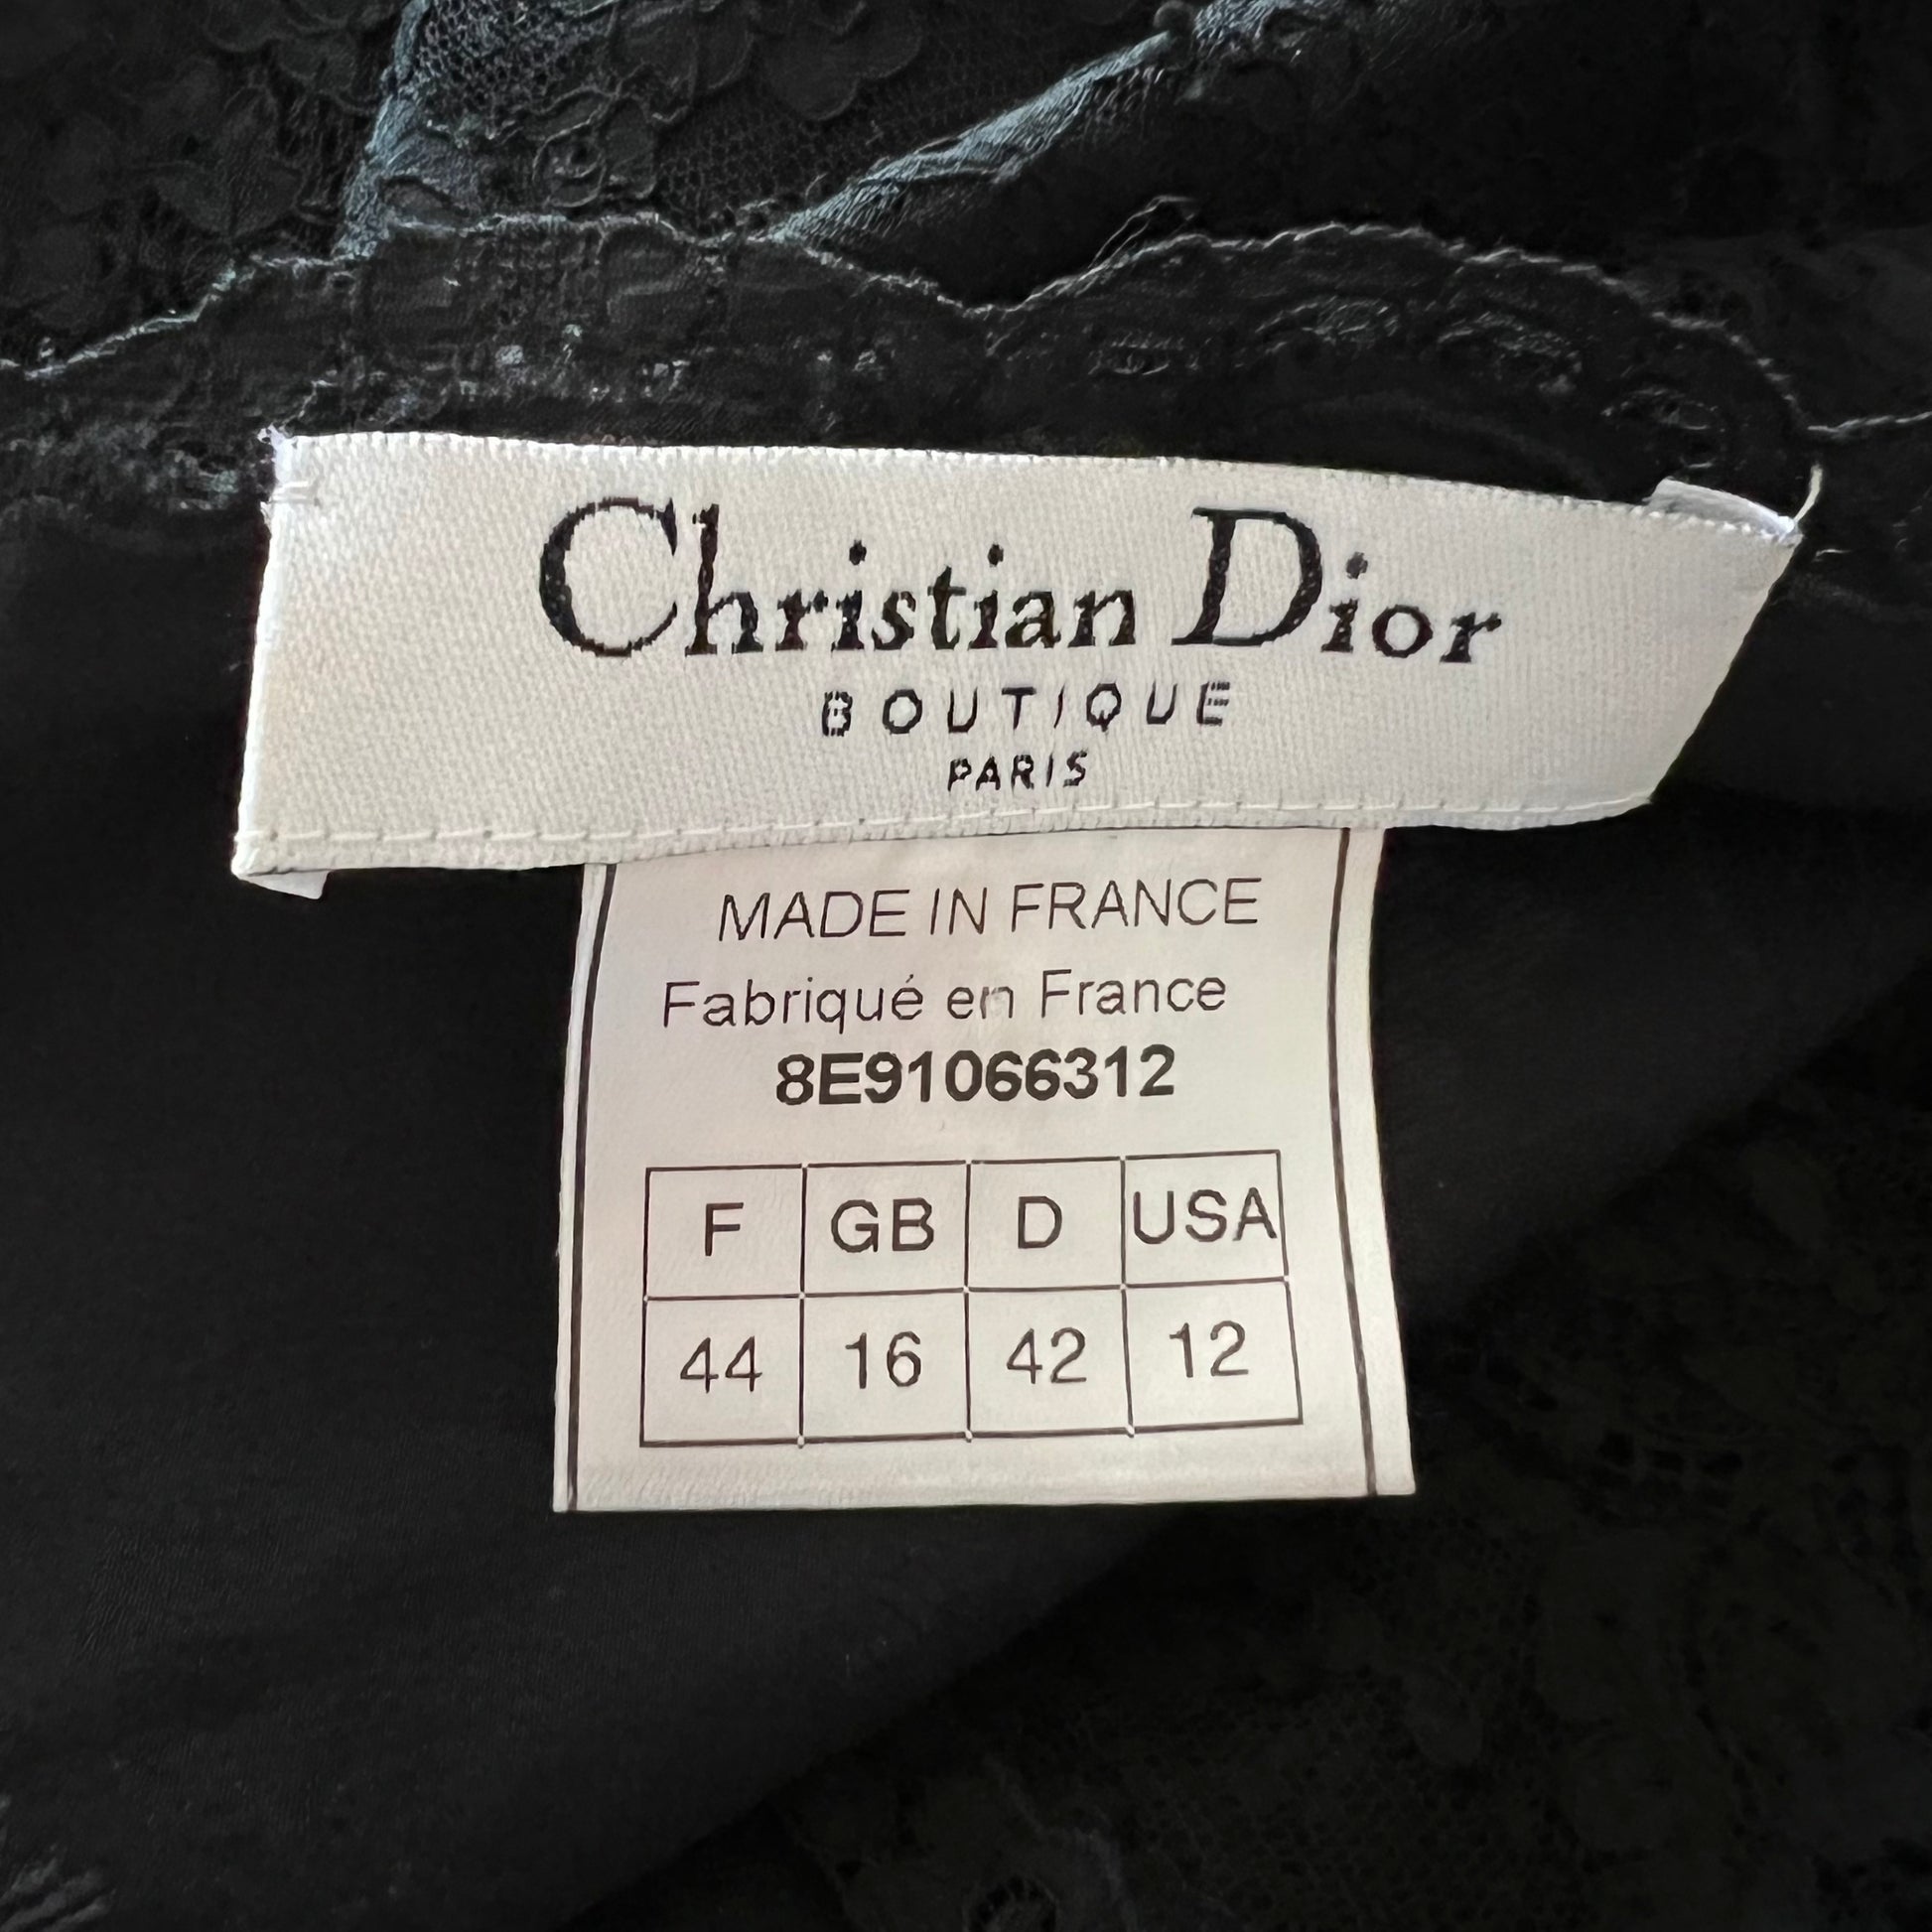 Christian Dior
BOUTIQUE
PARIS
MADE IN FRANCE
Fabriqué en France
8E91066312
F GB D USA
44 16 42 12